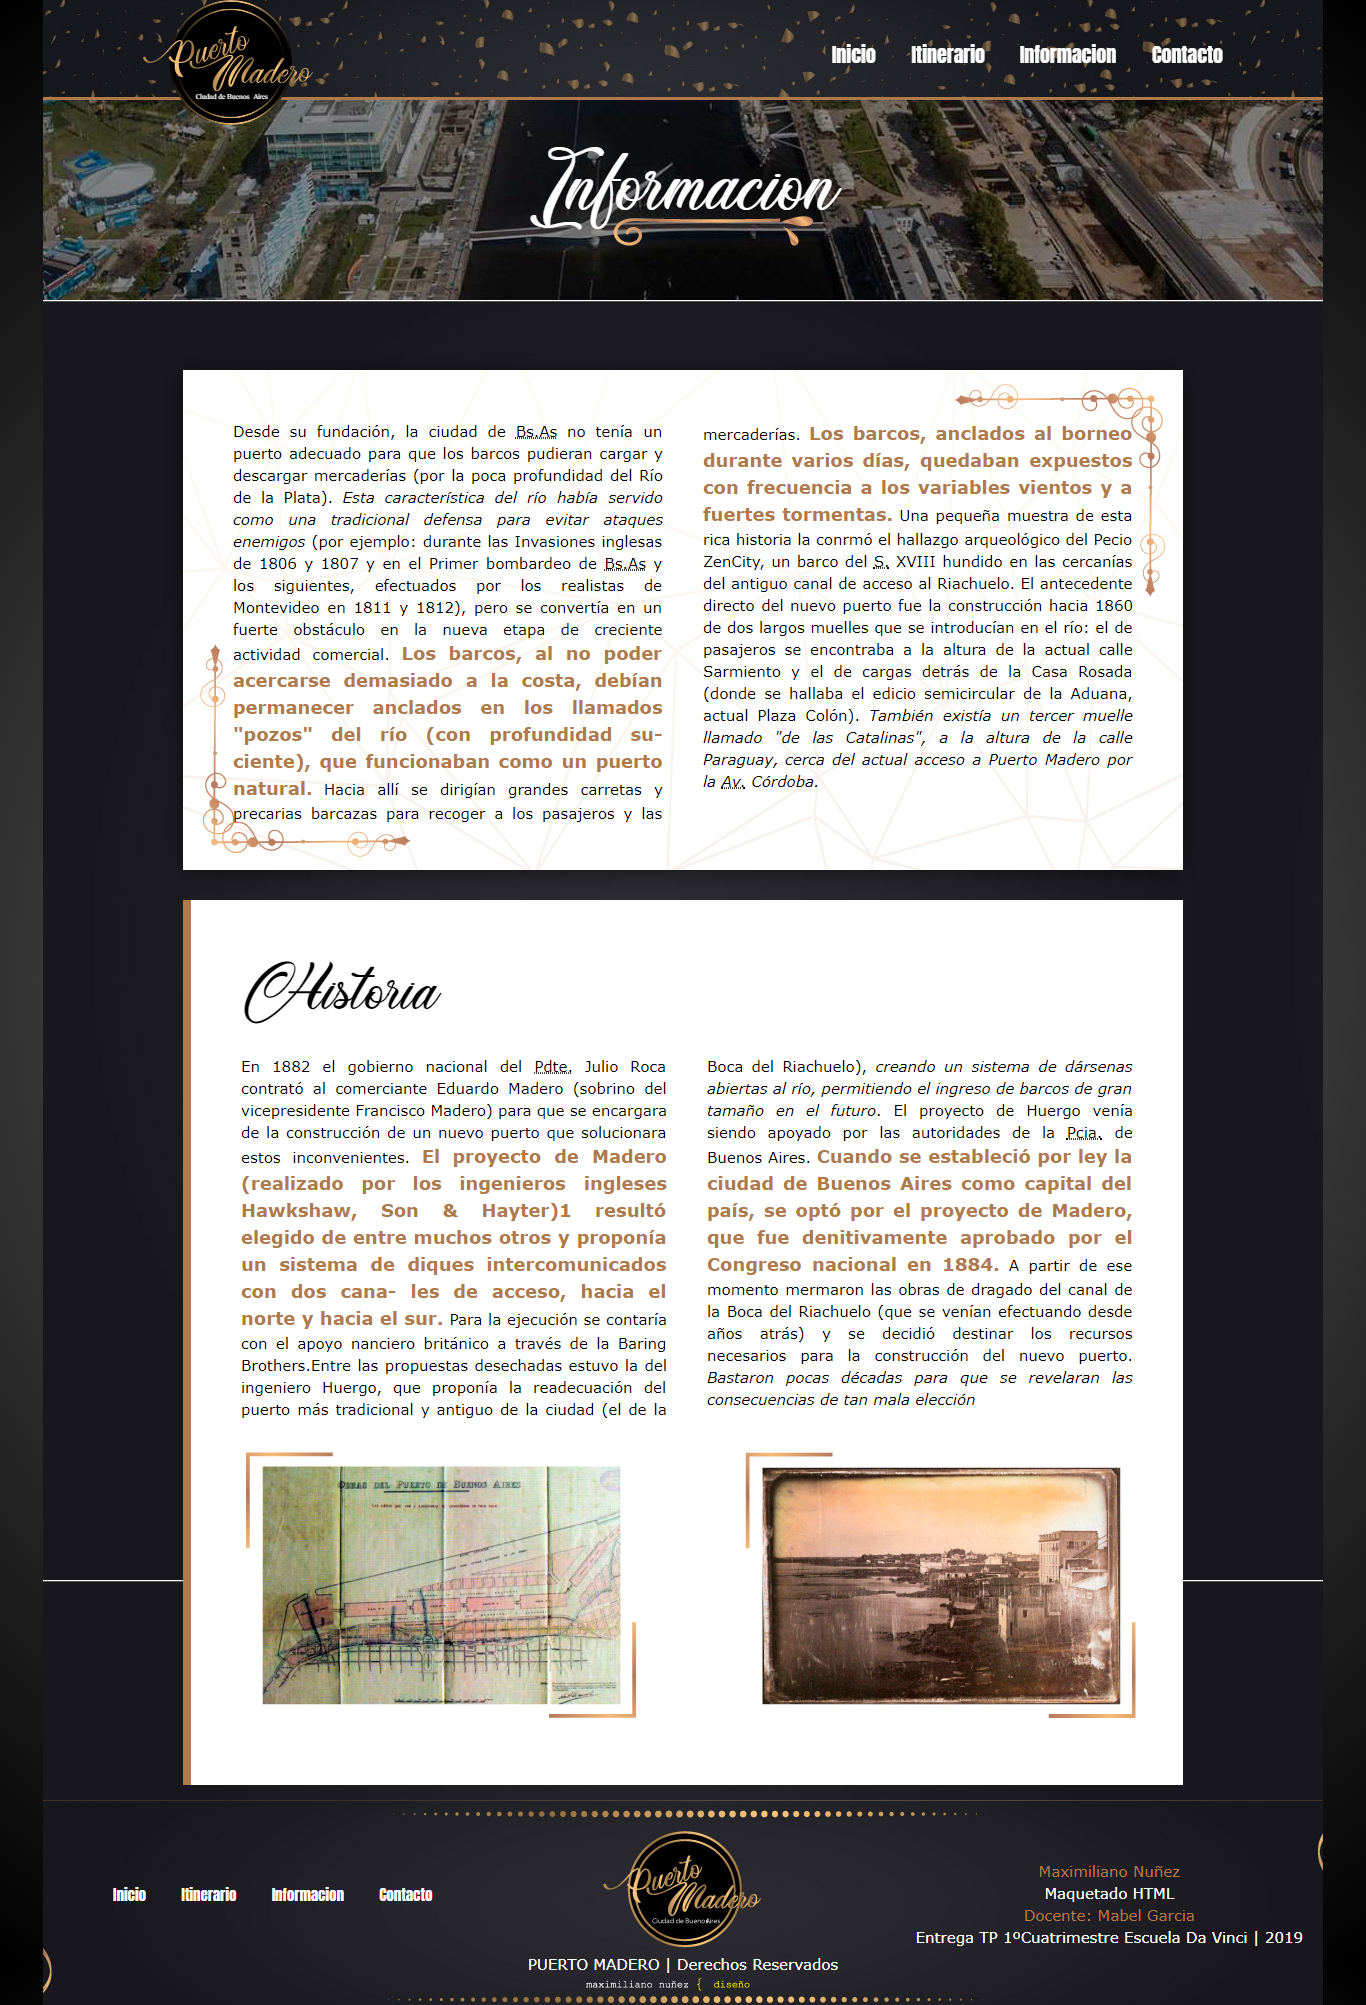 Puerto
Madero
Ciudad de Buenos Aires
Inicio Itinerario Informacion Contacto
Informacion
Desde su fundación, la ciudad de Bs.As no tenía un
puerto adecuado para que los barcos pudieran cargar y
descargar mercaderías (por la poca profundidad del Río
de la Plata). Esta característica del río había servido
como una tradicional defensa para evitar ataques
enemigos (por ejemplo: durante las Invasiones inglesas
de 1806 y 1807 y en el Primer bombardeo de Bs.As y
los siguientes, efectuados por los realistas de
Montevideo en 1811 y 1812), pero se convertía en un
fuerte obstáculo en la nueva etapa de creciente
actividad comercial. Los barcos, al no poder
acercarse demasiado a la costa, debían
permanecer anclados en los llamados
"pozos" del río (con profundidad su-
ciente), que funcionaban como un puerto
natural. Hacia allí se dirigían grandes carretas y
precarias barcazas para recoger a los pasajeros y las
mercaderías. Los barcos, anclados al borneo
durante varios días, quedaban expuestos
con frecuencia a los variables vientos y a
fuertes tormentas. Una pequeña muestra de esta
rica historia la conrmó el hallazgo arqueológico del Pecio
ZenCity, un barco del S. XVIII hundido en las cercanías
del antiguo canal de acceso al Riachuelo. El antecedente
directo del nuevo puerto fue la construcción hacia 1860
de dos largos muelles que se introducían en el río: el de
pasajeros se encontraba a la altura de la actual calle
Sarmiento y el de cargas detrás de la Casa Rosada
(donde se hallaba el edicio semicircular de la Aduana,
actual Plaza Colón). También existía un tercer muelle
llamado "de las Catalinas", a la altura de la calle
Paraguay, cerca del actual acceso a Puerto Madero por
la Av. Córdoba.
Historia
En 1882 el gobierno nacional del Pdte. Julio Roca
contrató al comerciante Eduardo Madero (sobrino del
vicepresidente Francisco Madero) para que se encargara
de la construcción de un nuevo puerto que solucionara
estos inconvenientes. El proyecto de Madero
(realizado por los ingenieros ingleses
Hawkshaw, Son & Hayter)1 resultó
elegido de entre muchos otros y proponía
un sistema de diques intercomunicados
con dos cana- les de acceso, hacia el
norte y hacia el sur. Para la ejecución se contaría
con el apoyo nanciero británico a través de la Baring
Brothers.Entre las propuestas desechadas estuvo la del
ingeniero Huergo, que proponía la readecuación del
puerto más tradicional y antiguo de la ciudad (el de la
Boca del Riachuelo), creando un sistema de dársenas
abiertas al río, permitiendo el ingreso de barcos de gran
tamaño en el futuro. El proyecto de Huergo venía
siendo apoyado por las autoridades de la Pcia. de
Buenos Aires. Cuando se estableció por ley la
ciudad de Buenos Aires como capital del
país, se optó por el proyecto de Madero,
que fue denitivamente aprobado por el
Congreso nacional en 1884. A partir de ese
momento mermaron las obras de dragado del canal de
la Boca del Riachuelo (que se venían efectuando desde
años atrás) y se decidió destinar los recursos
necesarios para la construcción del nuevo puerto.
Bastaron pocas décadas para que se revelaran las
consecuencias de tan mala elección
Obras del Puerto de Buenos Aires
Inicio Itinerario Informacion Contacto
Puerto
Madero
Ciudad de BuenoAires
PUERTO MADERO | Derechos Reservados
maximiliano nuñez { diseño
Maximiliano Nuñez
Maquetado HTML
Docente: Mabel Garcia
Entrega TP 1ºCuatrimestre Escuela Da Vinci | 2019